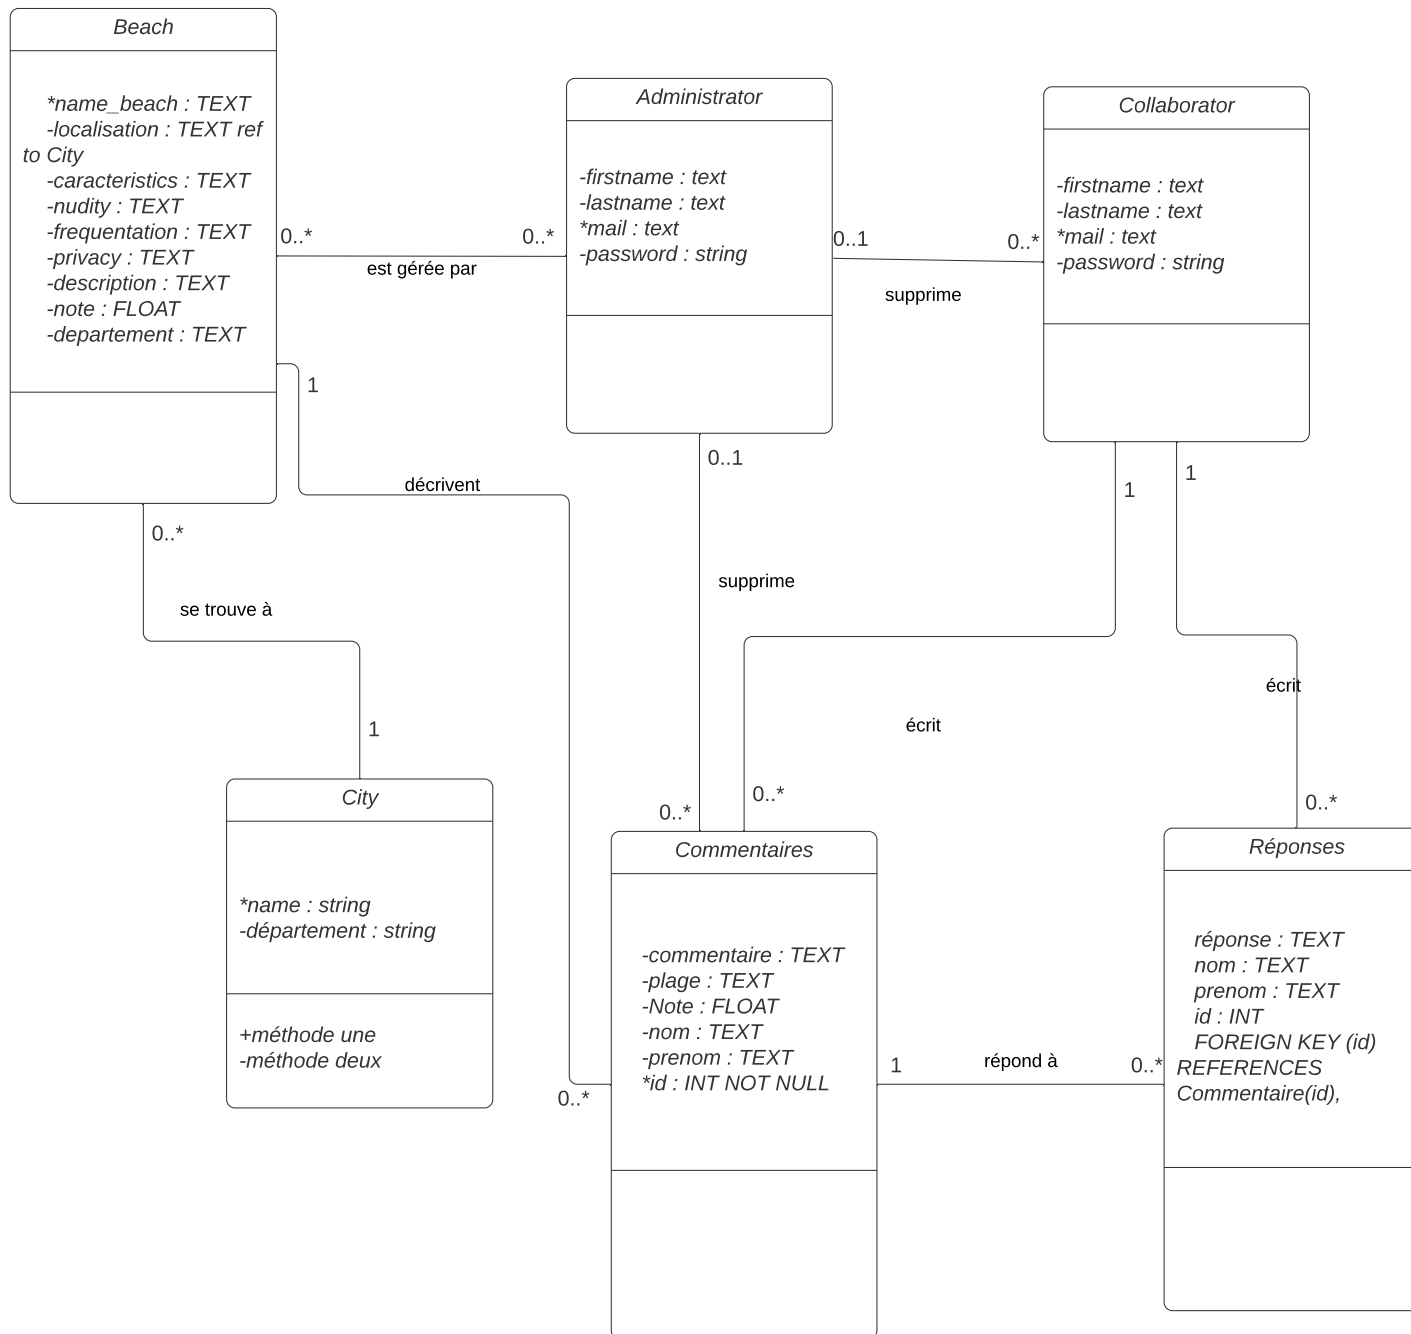 Beach
*name_beach : TEXT
-localisation : TEXT ref
to City
-caracteristics : TEXT
-nudity : TEXT
-frequentation : TEXT
-privacy : TEXT
-description : TEXT
-note : FLOAT
-departement : TEXT
Administrator
-firstname : text
-lastname : text
*mail : text
-password : string
Collaborator
-firstname : text
-lastname : text
*mail : text
-password : string
0..*
0..*
est gérée par
0..1
0..*
supprime
1
décrivent
0..*
0..1
supprime
0..*
1
écrit
0..*
1
écrit
0..*
0..*
se trouve à
1
City
*name : string
-département : string
+méthode une
-méthode deux
Commentaires
-commentaire : TEXT
-plage : TEXT
-Note : FLOAT
-nom : TEXT
-prenom : TEXT
*id : INT NOT NULL
1
répond à
0..*
Réponses
réponse : TEXT
nom : TEXT
prenom : TEXT
id : INT
FOREIGN KEY (id)
REFERENCES
Commentaire(id),